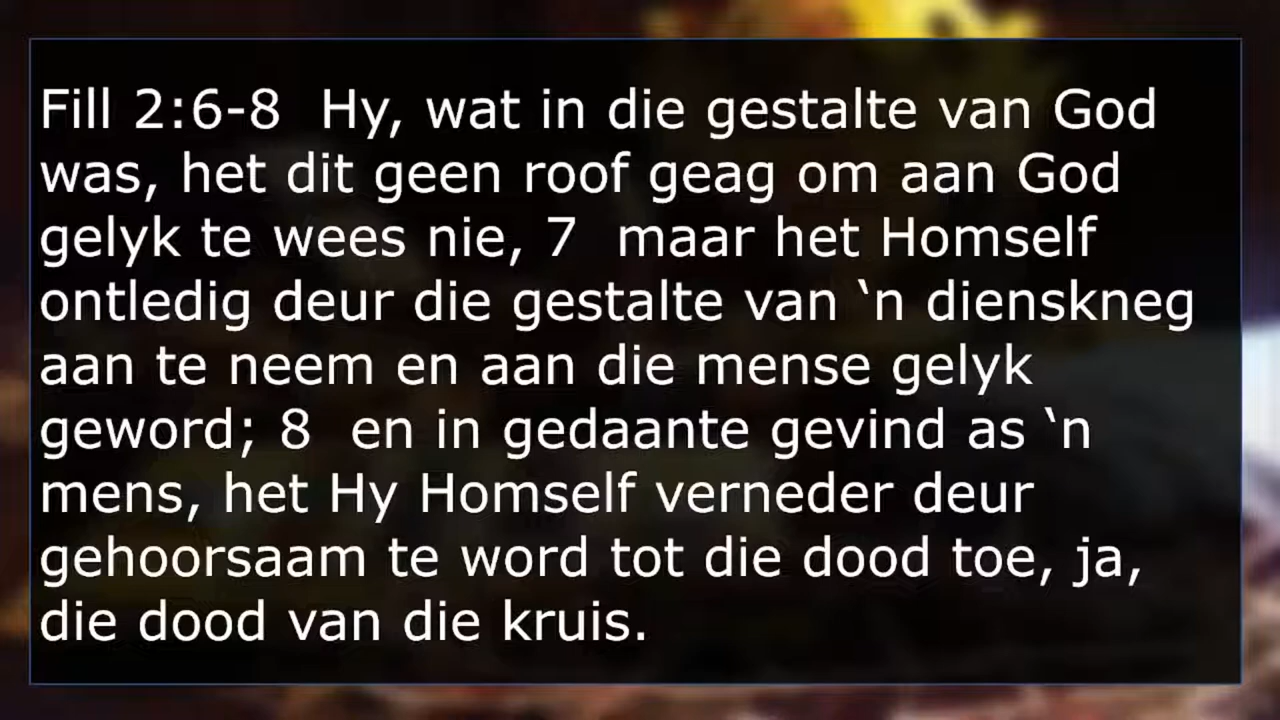 Fill 2:6-8  Hy, wat in die gestalte van God
was, het dit geen roof geag om aan God
gelyk te wees nie, 7  maar het Homself
ontledig deur die gestalte van ‘n dienskneg
aan te neem en aan die mense gelyk
geword; 8  en in gedaante gevind as ‘n
mens, het Hy Homself verneder deur
gehoorsaam te word tot die dood toe, ja,
die dood van die kruis.